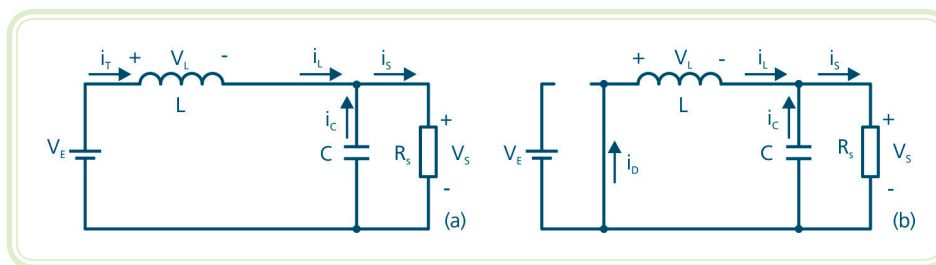 i_T + V_L - i_L i_S
L
i_C
V_E C R_s + V_S -
(a)
+ V_L - i_L i_S
L
i_C
V_E i_D C R_s + V_S -
(b)